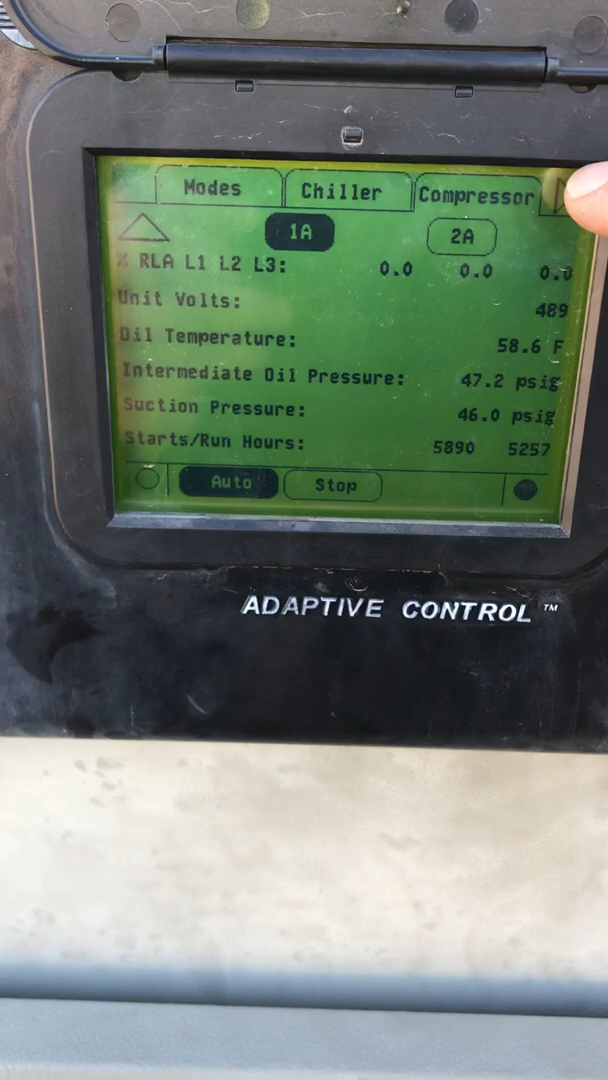 Modes Chiller Compressor
1A 2A
% RLA L1 L2 L3: 0.0 0.0 0.0
Unit Volts: 489
Oil Temperature: 58.6 F
Intermediate Oil Pressure: 47.2 psig
Suction Pressure: 46.0 psig
Starts/Run Hours: 5890 5257
Auto Stop
ADAPTIVE CONTROL™